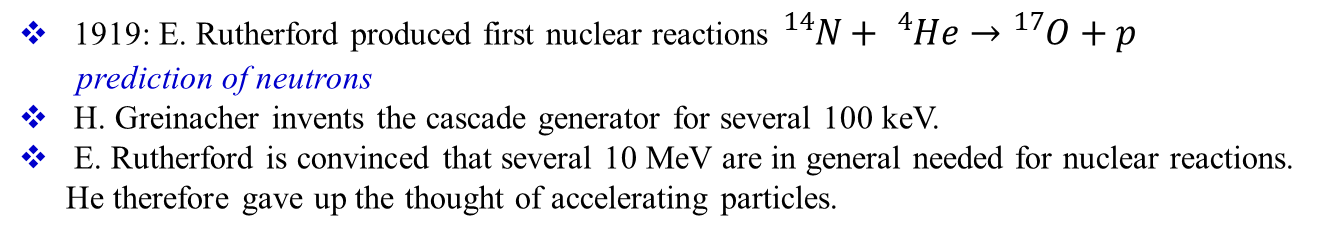 ❖ 1919: E. Rutherford produced first nuclear reactions ¹⁴N + ⁴He → ¹⁷O + p
prediction of neutrons
❖ H. Greinacher invents the cascade generator for several 100 keV.
❖ E. Rutherford is convinced that several 10 MeV are in general needed for nuclear reactions.
He therefore gave up the thought of accelerating particles.